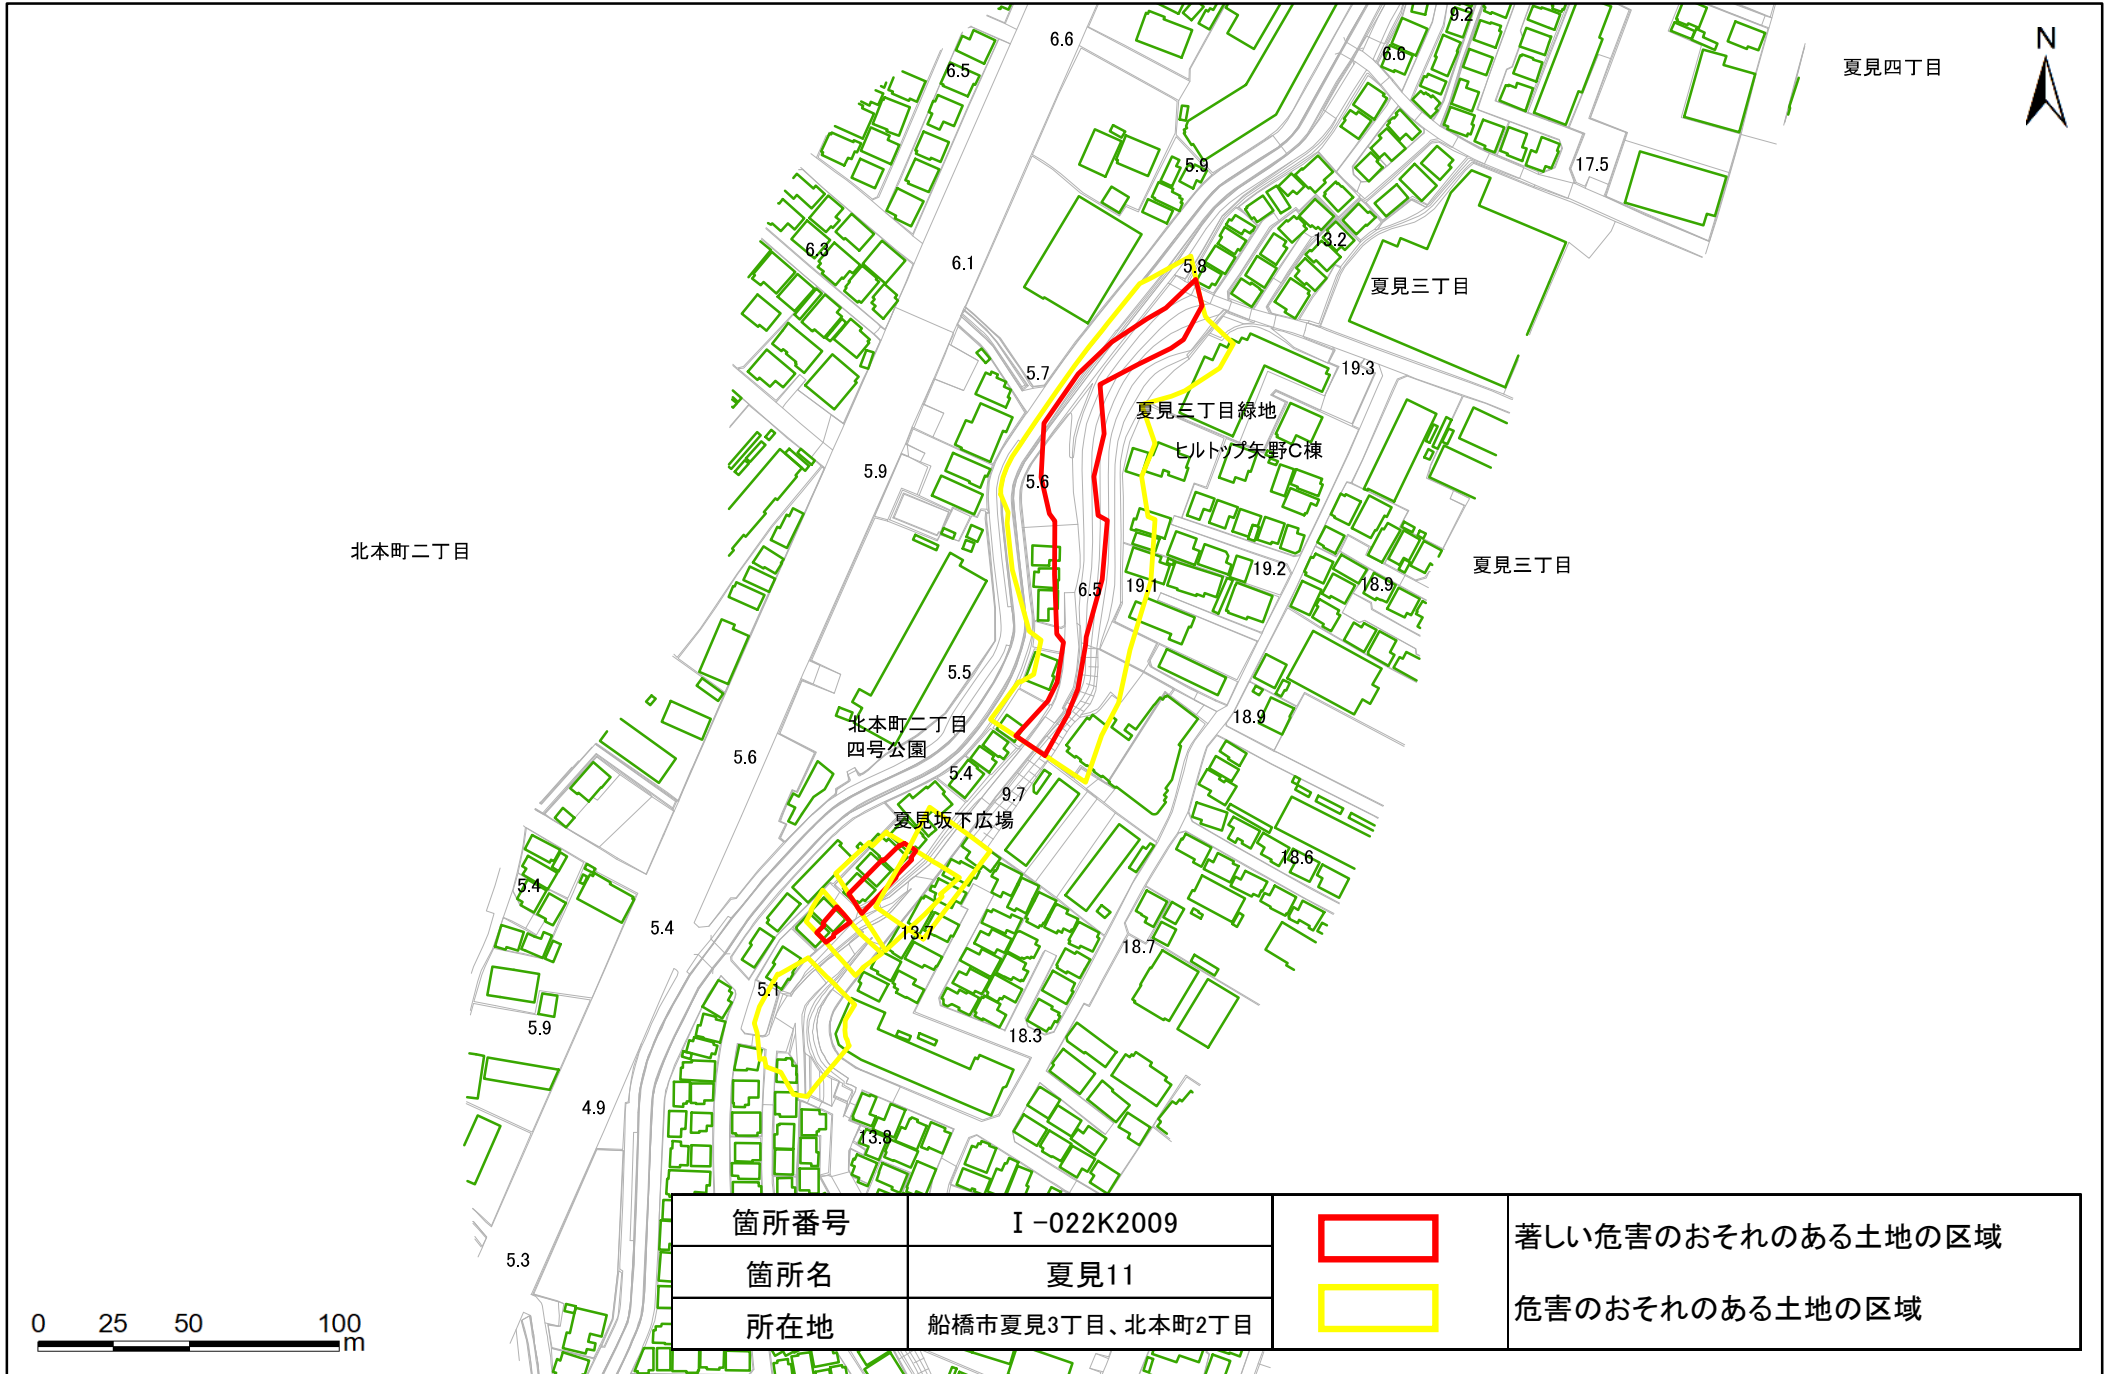 N
夏見四丁目
9.2
6.6
6.6
6.5
17.5
5.9
13.2
6.3
6.1
5.8
夏見三丁目
19.3
5.7
夏見三丁目緑地
ヒルトップ矢野C棟
5.9
5.6
北本町二丁目
夏見三丁目
19.2
18.9
6.5
19.1
5.5
18.9
北本町二丁目
四号公園
5.6
5.4
9.7
夏見坂下広場
18.6
5.4
5.4
13.7
18.7
5.1
5.9
18.3
4.9
13.8
5.3
箇所番号
I-022K2009
箇所名
夏見11
所在地
船橋市夏見3丁目、北本町2丁目
著しい危害のおそれのある土地の区域
危害のおそれのある土地の区域
0 25 50 100
m